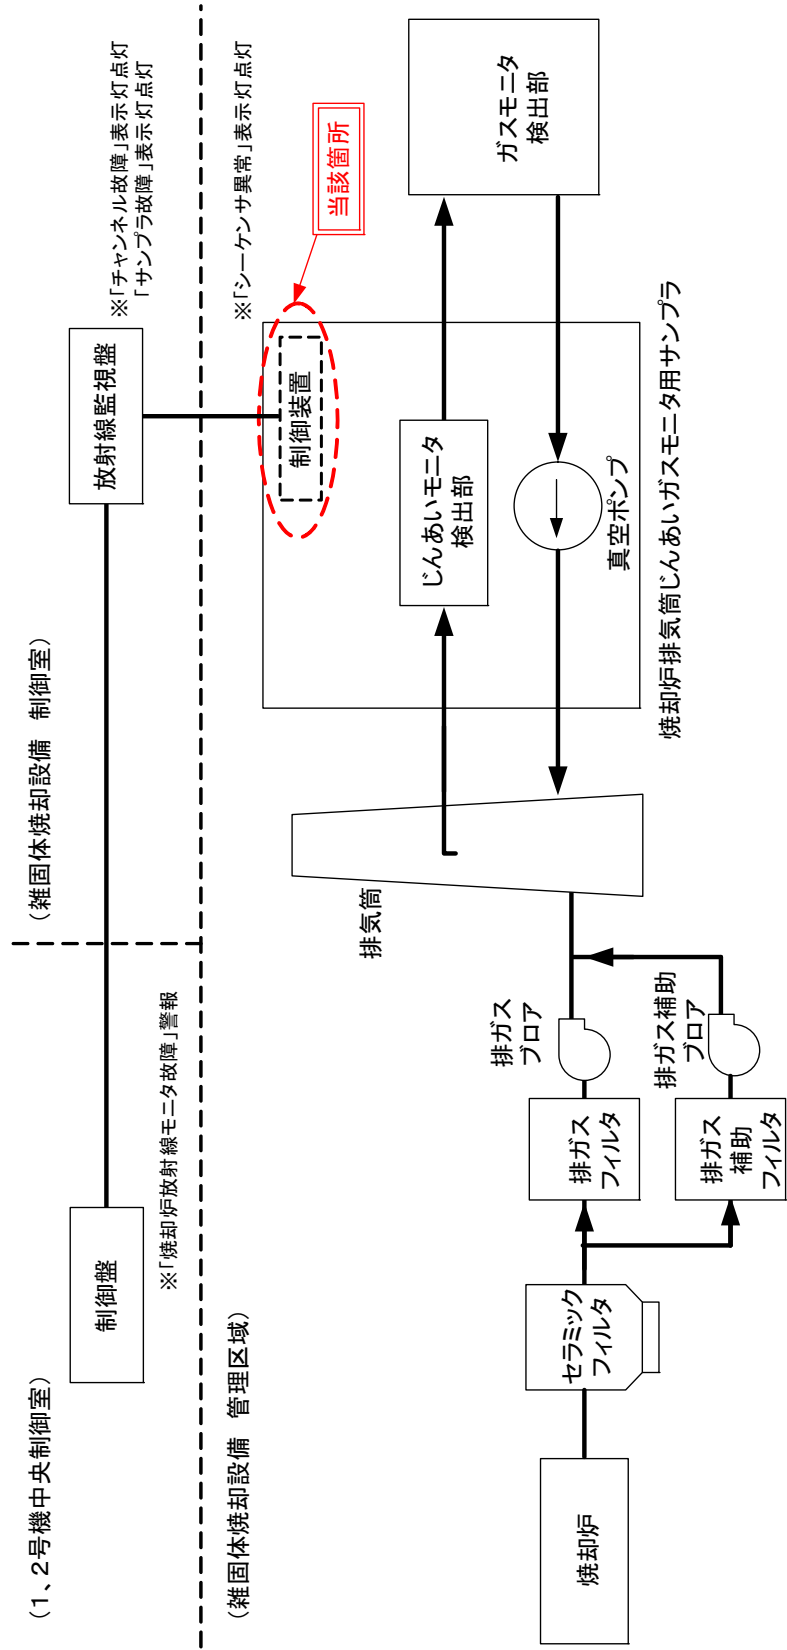 （1、2号機中央制御室）
（雑固体焼却設備　制御室）
制御盤
放射線監視盤
※「焼却炉放射線モニタ故障」警報
※「チャンネル故障」表示灯点灯
「サンプラ故障」表示灯点灯
（雑固体焼却設備　管理区域）
※「シーケンサ異常」表示灯点灯
制御装置
当該箇所
排気筒
じんあいモニタ
検出部
ガスモニタ
検出部
真空ポンプ
焼却炉排気筒じんあいガスモニタ用サンプラ
焼却炉
セラミック
フィルタ
排ガス
フィルタ
排ガス
ブロア
排ガス
補助
フィルタ
排ガス補助
ブロア